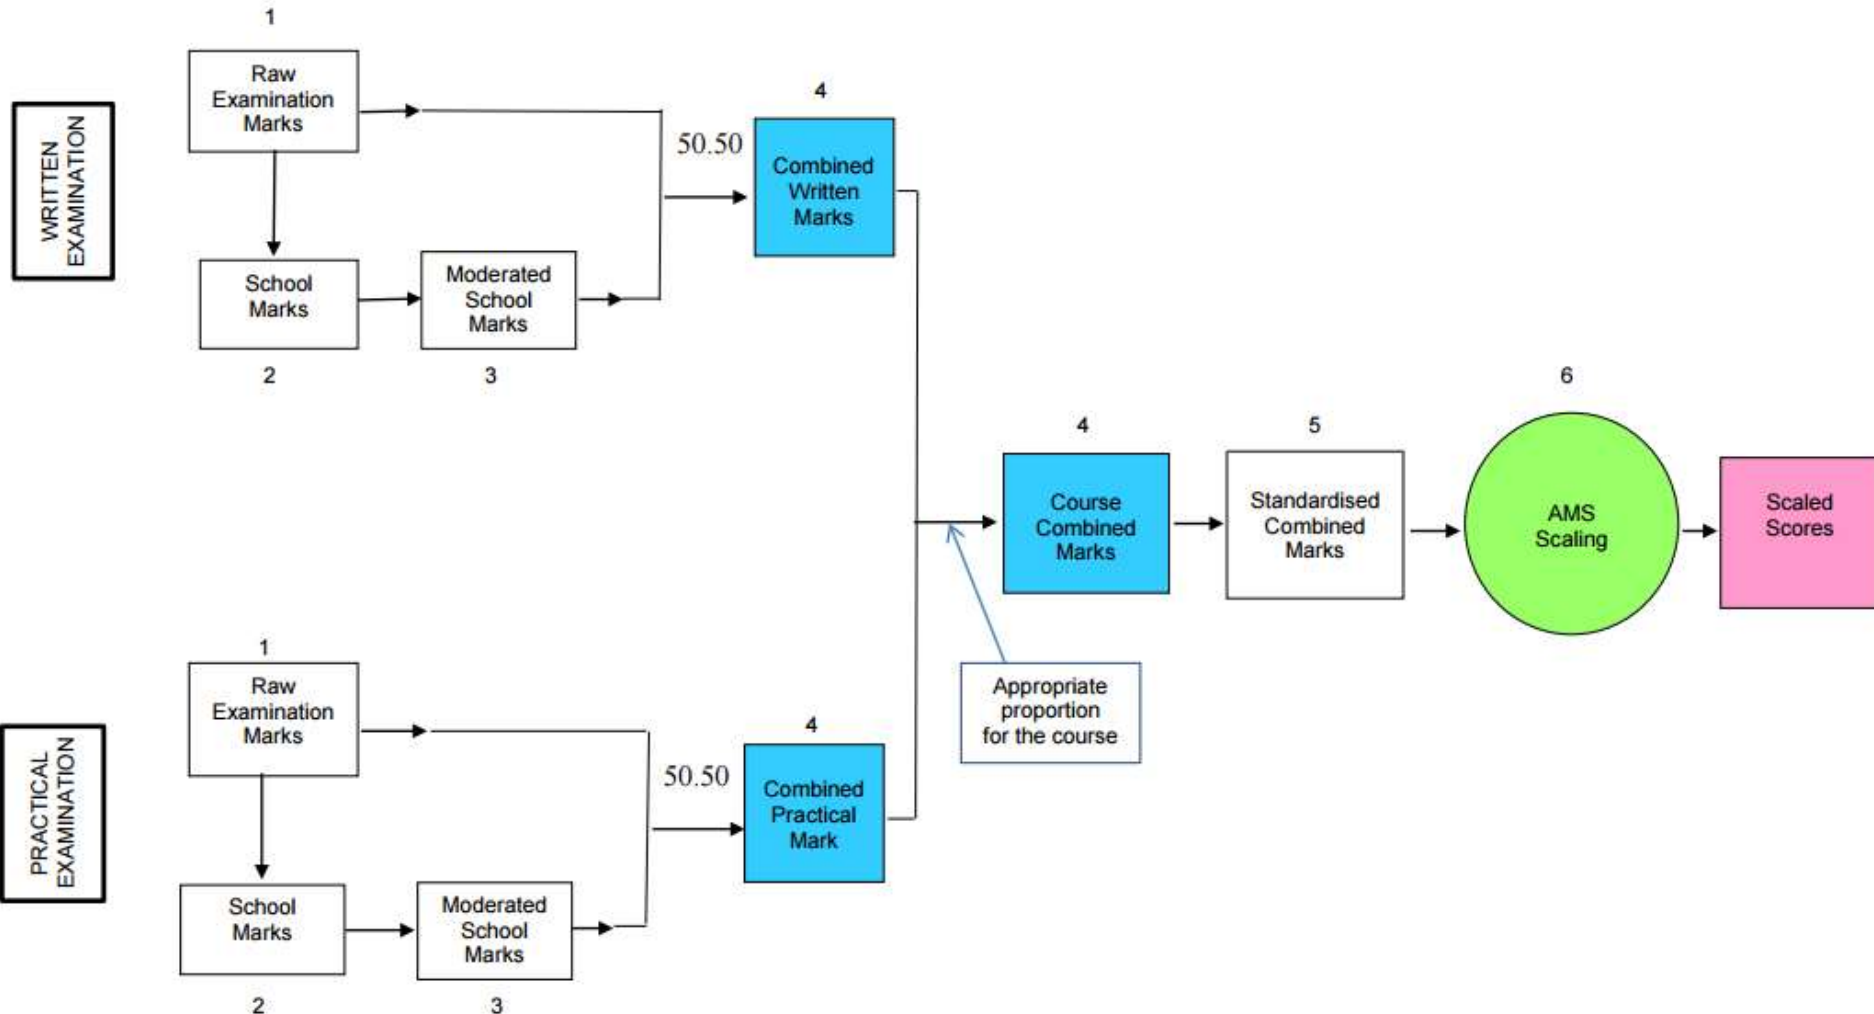 1
Raw
Examination
Marks
WRITTEN
EXAMINATION
School
Marks
2
Moderated
School
Marks
3
50.50
4
Combined
Written
Marks
1
Raw
Examination
Marks
PRACTICAL
EXAMINATION
School
Marks
2
Moderated
School
Marks
3
50.50
4
Combined
Practical
Mark
Appropriate
proportion
for the course
4
Course
Combined
Marks
5
Standardised
Combined
Marks
6
AMS
Scaling
Scaled
Scores